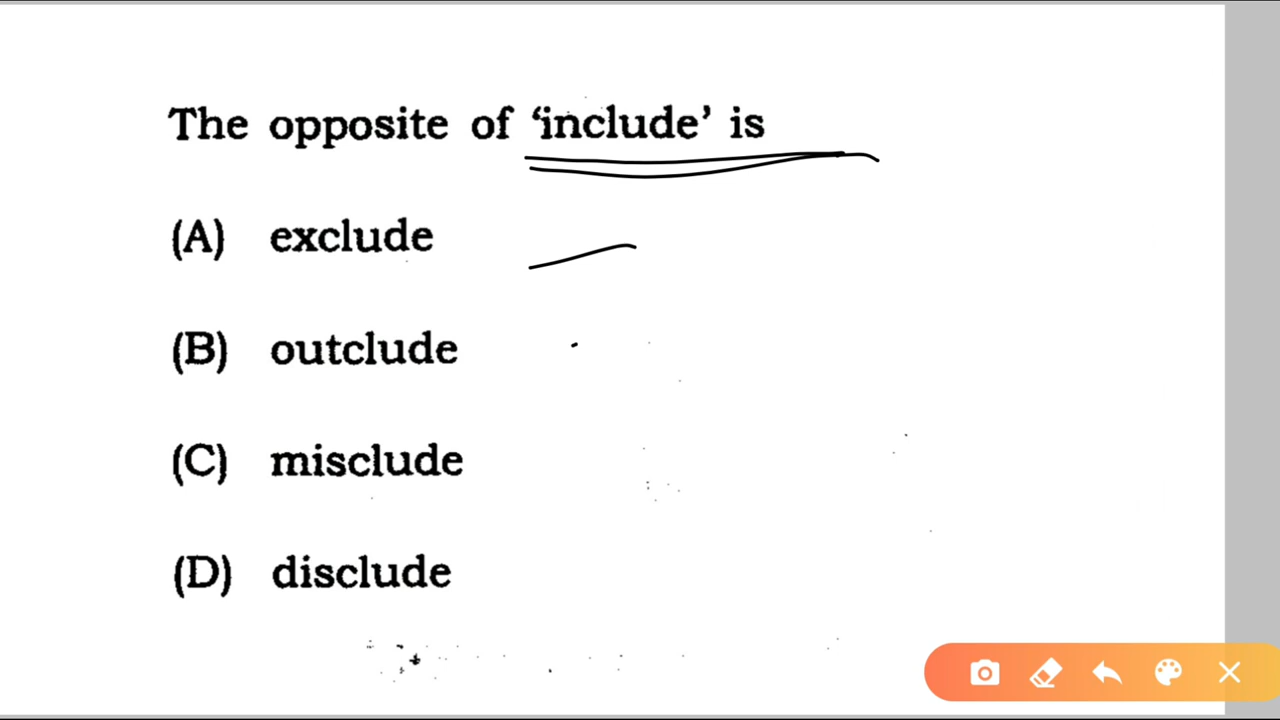 The opposite of ‘include’ is
(A) exclude
(B) outclude
(C) misclude
(D) disclude